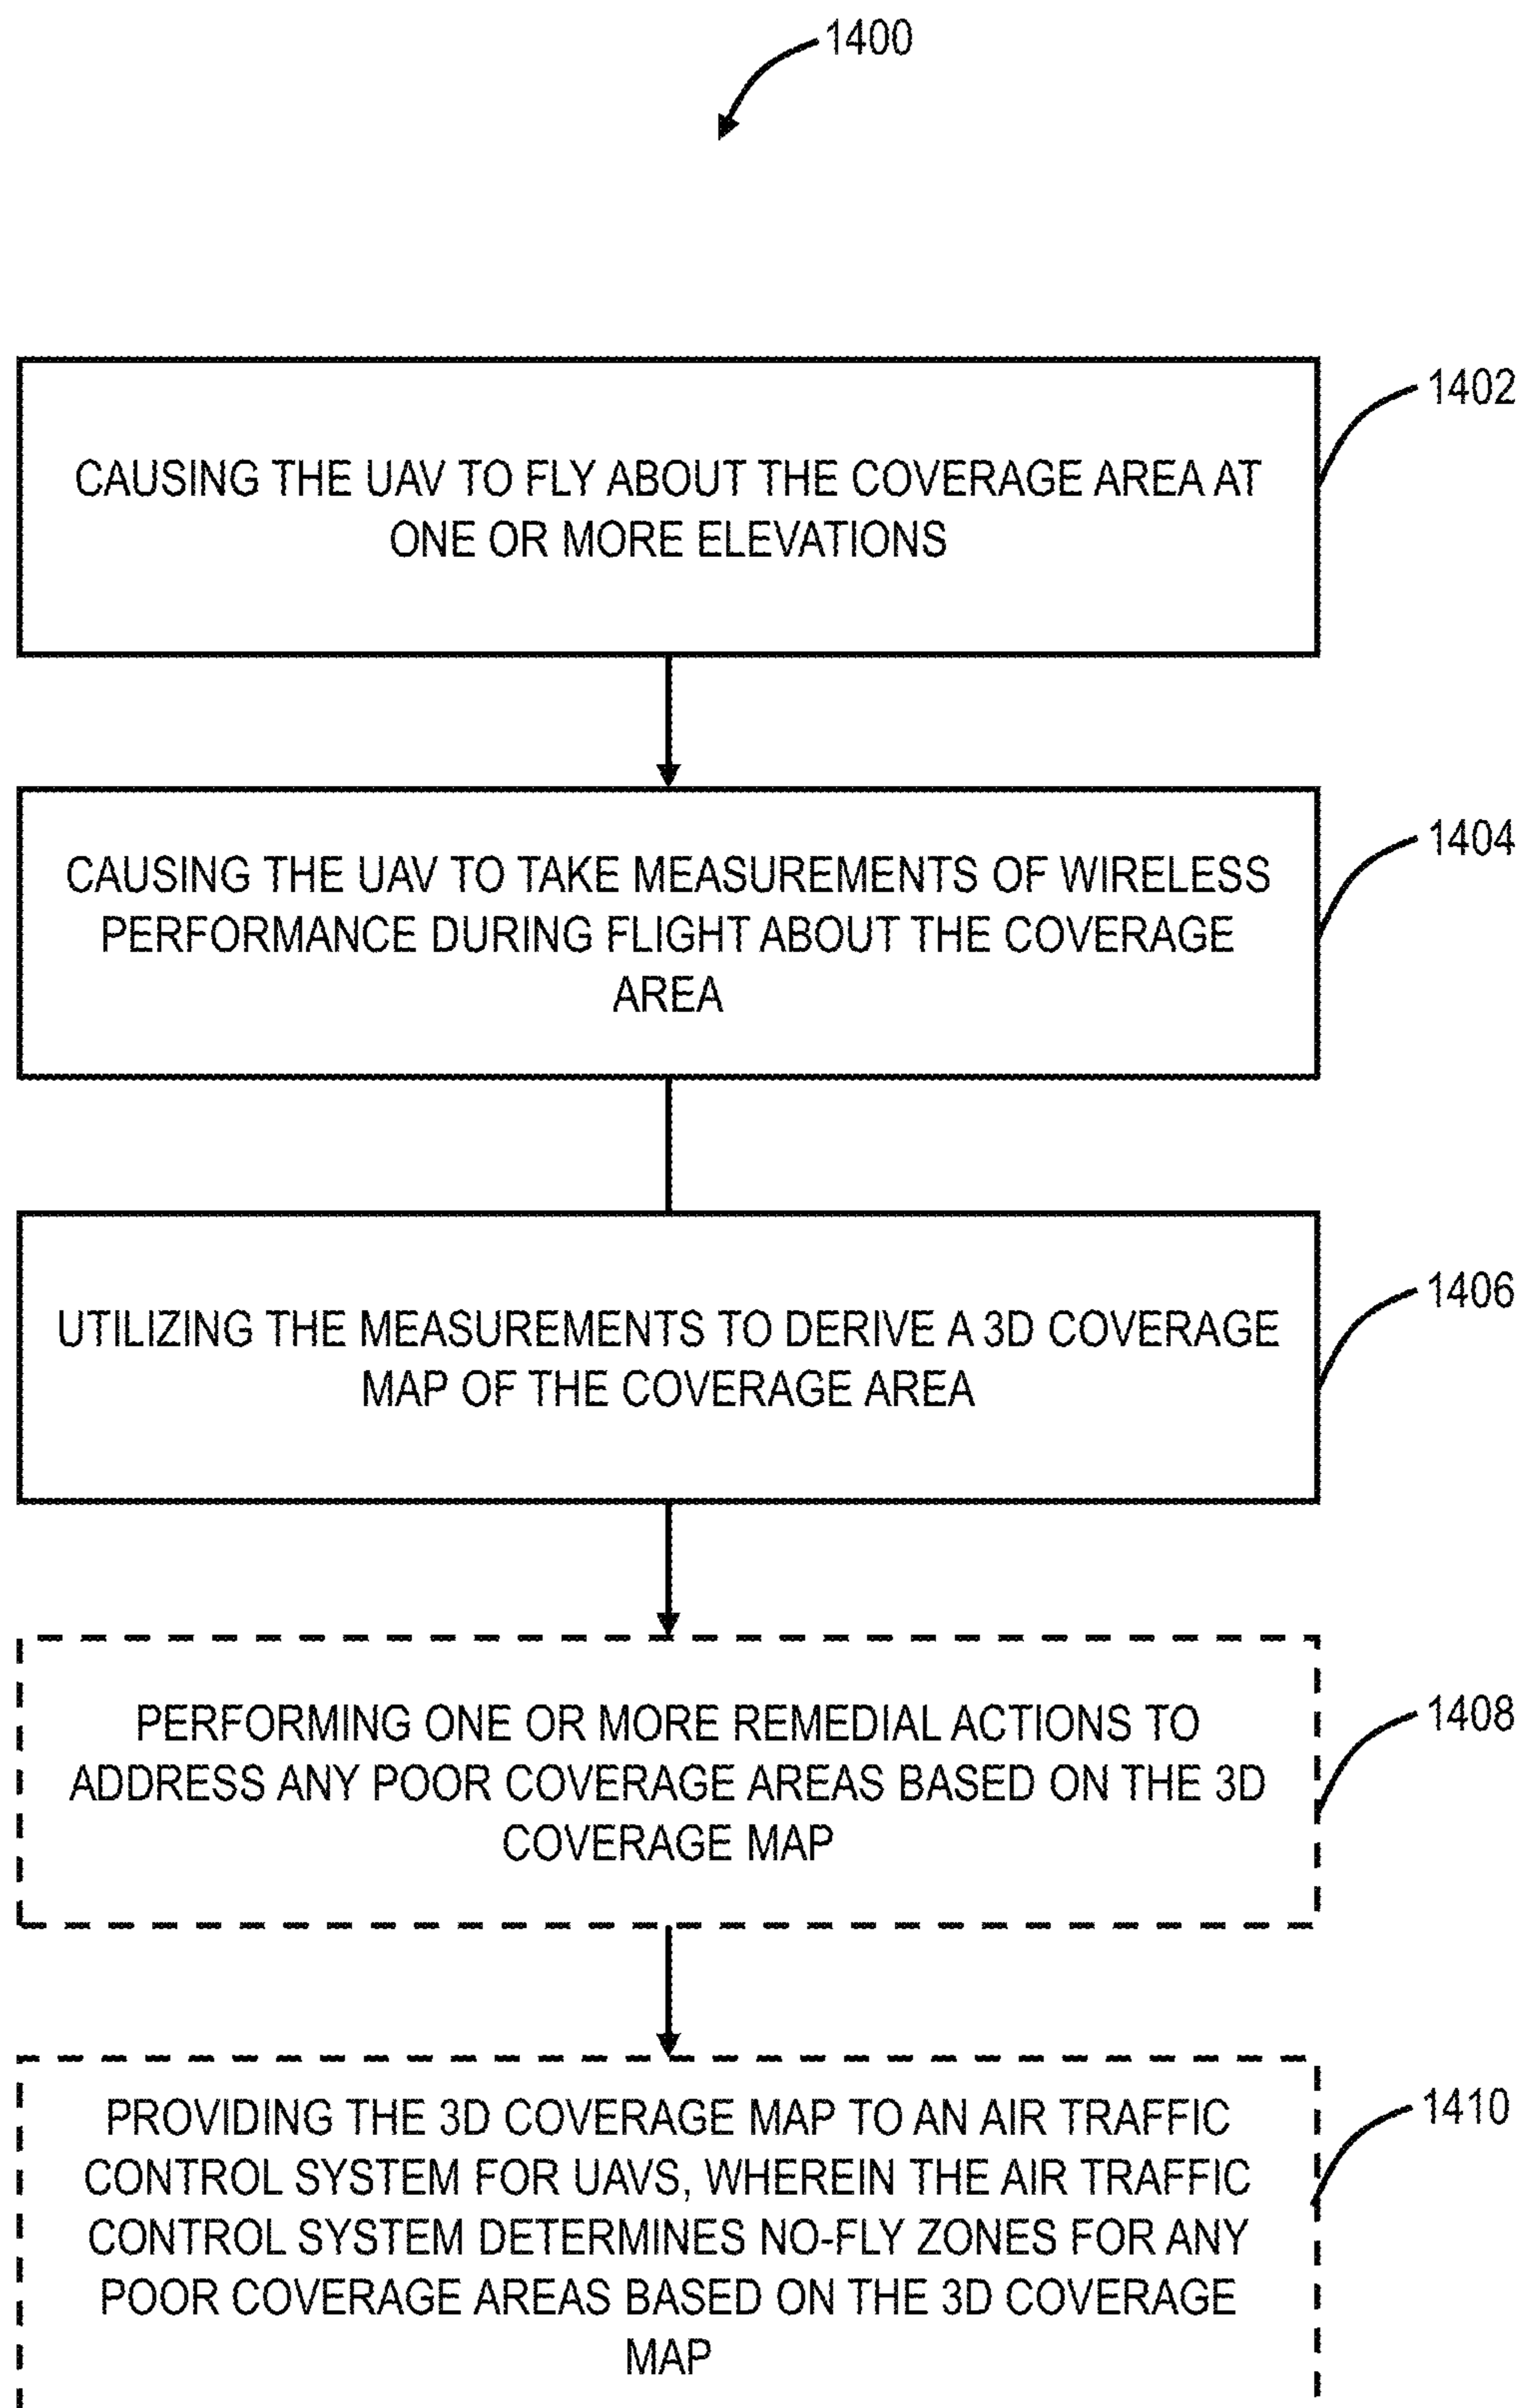 1400
1402
CAUSING THE UAV TO FLY ABOUT THE COVERAGE AREA AT
ONE OR MORE ELEVATIONS
1404
CAUSING THE UAV TO TAKE MEASUREMENTS OF WIRELESS
PERFORMANCE DURING FLIGHT ABOUT THE COVERAGE
AREA
1406
UTILIZING THE MEASUREMENTS TO DERIVE A 3D COVERAGE
MAP OF THE COVERAGE AREA
1408
PERFORMING ONE OR MORE REMEDIAL ACTIONS TO
ADDRESS ANY POOR COVERAGE AREAS BASED ON THE 3D
COVERAGE MAP
1410
PROVIDING THE 3D COVERAGE MAP TO AN AIR TRAFFIC
CONTROL SYSTEM FOR UAVS, WHEREIN THE AIR TRAFFIC
CONTROL SYSTEM DETERMINES NO-FLY ZONES FOR ANY
POOR COVERAGE AREAS BASED ON THE 3D COVERAGE
MAP